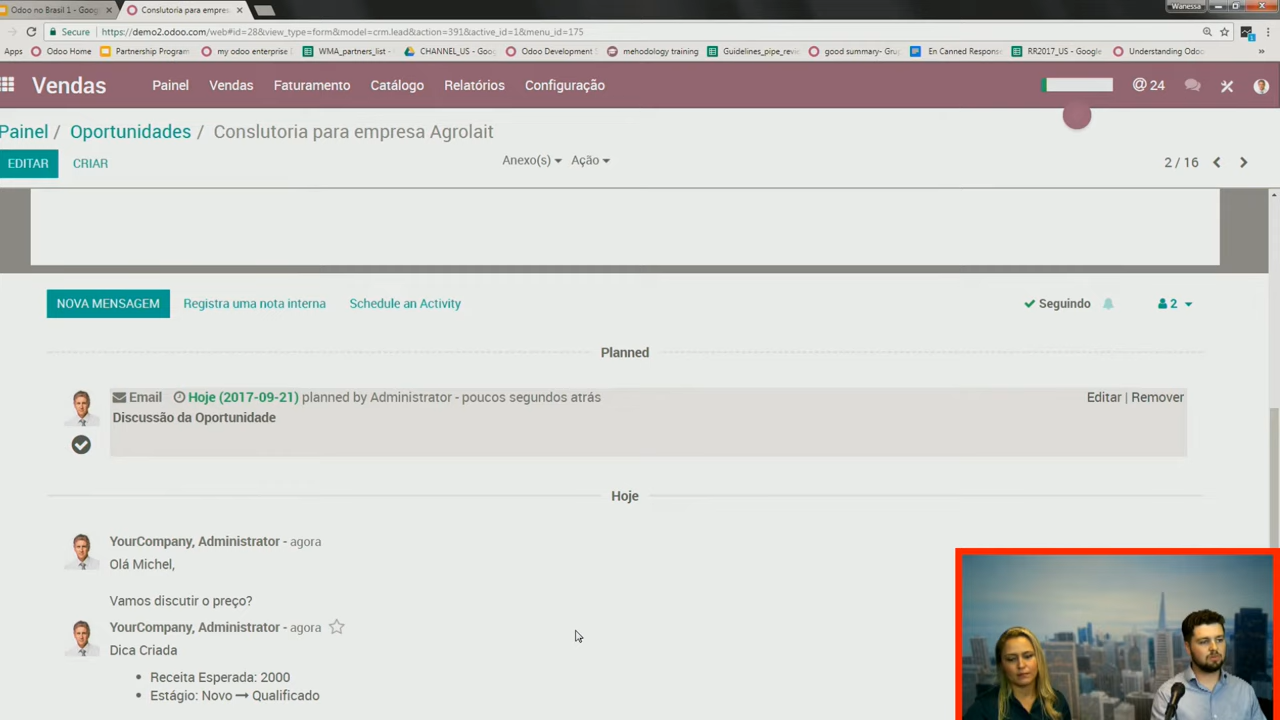 Odoo no Brasil 1 - Goog
Conslutoria para empres
Wanessa
Secure
https://demo2.odoo.com/web#id=28&view_type=form&model=crm.lead&action=391&active_id=1&menu_id=175
Apps Odoo Home Partnership Program my odoo enterprise WMA_partners_list CHANNEL_US - Goo Odoo Development mehodology training Guidelines_pipe_revie good summary- Grup En Canned Response RR2017_US - Google Understanding Odoo
Vendas Painel Vendas Faturamento Catálogo Relatórios Configuração @ 24
Painel / Oportunidades / Conslutoria para empresa Agrolait
EDITAR CRIAR Anexo(s) Ação 2 / 16
NOVA MENSAGEM Registra uma nota interna Schedule an Activity Seguindo 2
Planned
Email Hoje (2017-09-21) planned by Administrator - poucos segundos atrás Editar | Remover
Discussão da Oportunidade
Hoje
YourCompany, Administrator - agora
Olá Michel,
Vamos discutir o preço?
YourCompany, Administrator - agora
Dica Criada
• Receita Esperada: 2000
• Estágio: Novo → Qualificado